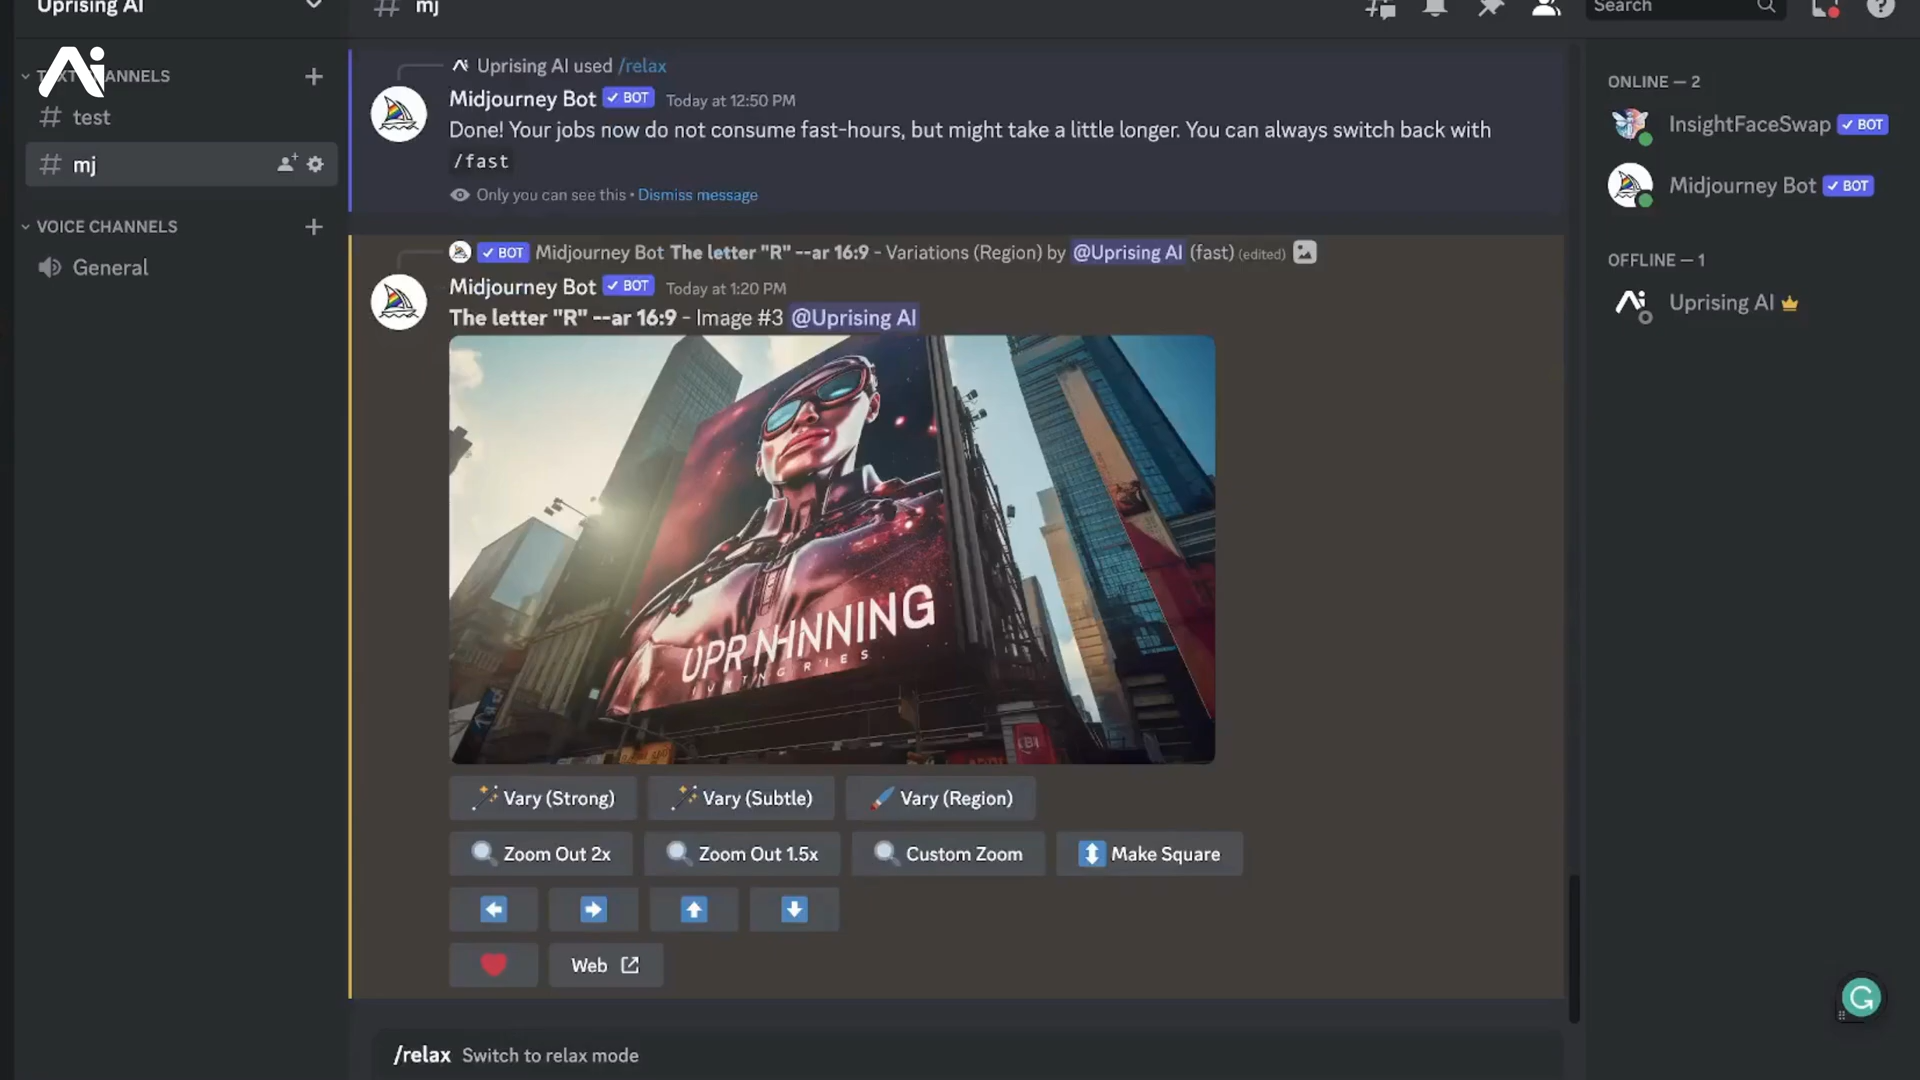 Uprising AI
# mj
Search
TEXT CHANNELS
# test
# mj
VOICE CHANNELS
General
Uprising AI used /relax
Midjourney Bot ✓ BOT Today at 12:50 PM
Done! Your jobs now do not consume fast-hours, but might take a little longer. You can always switch back with
/fast
Only you can see this • Dismiss message
✓ BOT Midjourney Bot The letter "R" --ar 16:9 - Variations (Region) by @Uprising AI (fast) (edited)
Midjourney Bot ✓ BOT Today at 1:20 PM
The letter "R" --ar 16:9 - Image #3 @Uprising AI
UPR NHNNING
Vary (Strong)
Vary (Subtle)
Vary (Region)
Zoom Out 2x
Zoom Out 1.5x
Custom Zoom
Make Square
Web
/relax Switch to relax mode
ONLINE — 2
InsightFaceSwap ✓ BOT
Midjourney Bot ✓ BOT
OFFLINE — 1
Uprising AI